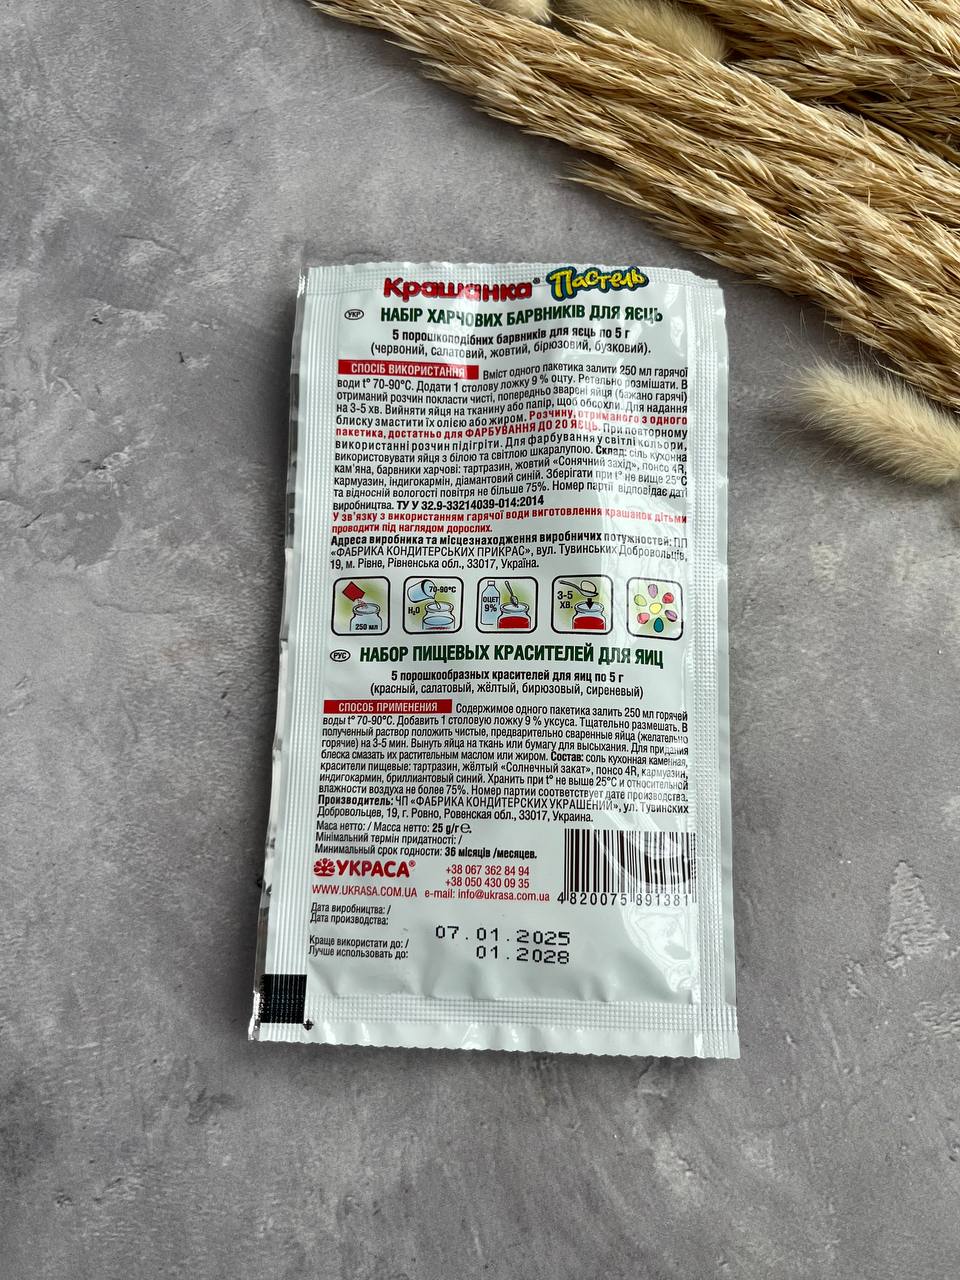 Крашанка® Пастель
УКР НАБІР ХАРЧОВИХ БАРВНИКІВ ДЛЯ ЯЄЦЬ
5 порошкоподібних барвників для яєць по 5 г
(червоний, салатовий, жовтий, бірюзовий, бузковий).
СПОСІБ ВИКОРИСТАННЯ Вміст одного пакетика залити 250 мл гарячої
води t° 70-90°С. Додати 1 столову ложку 9 % оцту. Ретельно розмішати. В
отриманий розчин покласти чисті, попередньо зварені яйця (бажано гарячі)
на 3-5 хв. Вийняти яйця на тканину або папір, щоб обсохли. Для надання
блиску змастити їх олією або жиром. Розчину, отриманого з одного
пакетика, достатньо для ФАРБУВАННЯ ДО 20 ЯЄЦЬ. При повторному
використанні розчин підігріти. Для фарбування у світлі кольори,
використовувати яйця з білою та світлою шкаралупою. Склад: сіль кухонна
кам'яна, барвники харчові: тартразин, жовтий «Сонячний захід», понсо 4R,
кармуазин, індигокармін, діамантовий синій. Зберігати при t° не вище 25°С
та відносній вологості повітря не більше 75%. Номер партії відповідає даті
виробництва. ТУ У 32.9-33214039-014:2014
У зв'язку з використанням гарячої води виготовлення крашанок дітьми
проводити під наглядом дорослих.
Адреса виробника та місцезнаходження виробничих потужностей: ПП
«ФАБРИКА КОНДИТЕРСЬКИХ ПРИКРАС», вул. Тувинських Добровольців,
19, м. Рівне, Рівненська обл., 33017, Україна.
250 мл
70-90°С
H₂O
ОЦЕТ
9%
3-5
ХВ.
РУС НАБОР ПИЩЕВЫХ КРАСИТЕЛЕЙ ДЛЯ ЯИЦ
5 порошкообразных красителей для яиц по 5 г
(красный, салатовый, жёлтый, бирюзовый, сиреневый)
СПОСОБ ПРИМЕНЕНИЯ Содержимое одного пакетика залить 250 мл горячей
воды t° 70-90°С. Добавить 1 столовую ложку 9 % уксуса. Тщательно размешать. В
полученный раствор положить чистые, предварительно сваренные яйца (желательно
горячие) на 3-5 мин. Вынуть яйца на ткань или бумагу для высыхания. Для придания
блеска смазать их растительным маслом или жиром. Состав: соль кухонная каменная,
красители пищевые: тартразин, жёлтый «Солнечный закат», понсо 4R, кармуазин,
индигокармин, бриллиантовый синий. Хранить при t° не выше 25°С и относительной
влажности воздуха не более 75%. Номер партии соответствует дате производства.
Производитель: ЧП «ФАБРИКА КОНДИТЕРСКИХ УКРАШЕНИЙ», ул. Тувинских
Добровольцев, 19, г. Ровно, Ровенская обл., 33017, Украина.
Маса нетто: / Масса нетто: 25 g/г ℮.
Мінімальний термін придатності: /
Минимальный срок годности: 36 місяців /месяцев.
УКРАСА®
+38 067 362 84 94
+38 050 430 09 35
WWW.UKRASA.COM.UA e-mail: info@ukrasa.com.ua
4 820075 891381
Дата виробництва: /
Дата производства:
07.01.2025
Краще використати до: /
Лучше использовать до:
01.2028